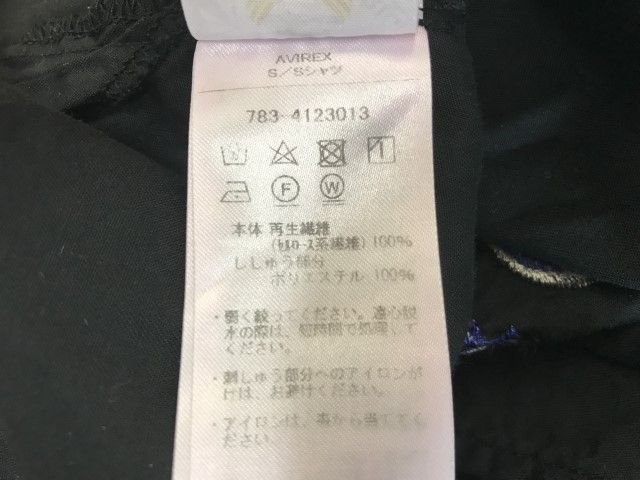 AVIREX
S／Sシャツ
783-4123013
F W
本体 再生繊維
(ｾﾙﾛｰｽ系繊維) 100%
ししゅう部分
ポリエステル 100%
・弱く絞ってください。遠心脱
水の際は、短時間で処理して
ください。
・刺しゅう部分へのアイロンが
けは、お避けください。
・アイロンは、裏から当ててく
ださい。